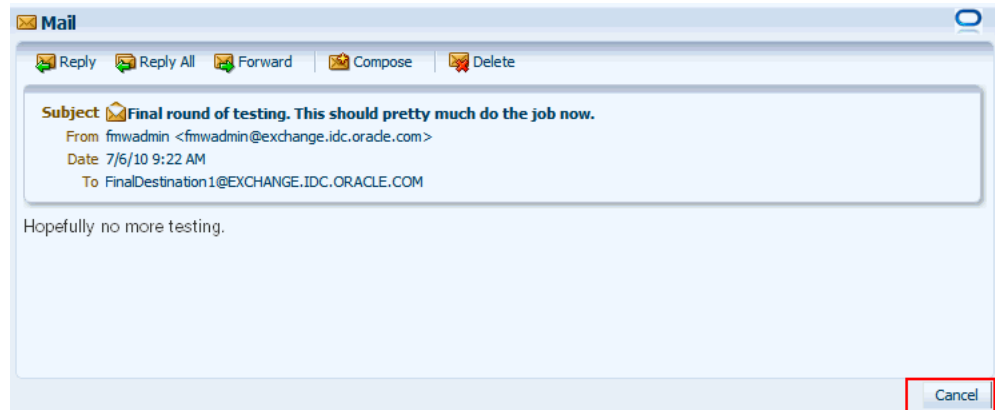 Mail
Reply Reply All Forward Compose Delete
Subject Final round of testing. This should pretty much do the job now.
From fmwadmin <fmwadmin@exchange.idc.oracle.com>
Date 7/6/10 9:22 AM
To FinalDestination1@EXCHANGE.IDC.ORACLE.COM
Hopefully no more testing.
Cancel